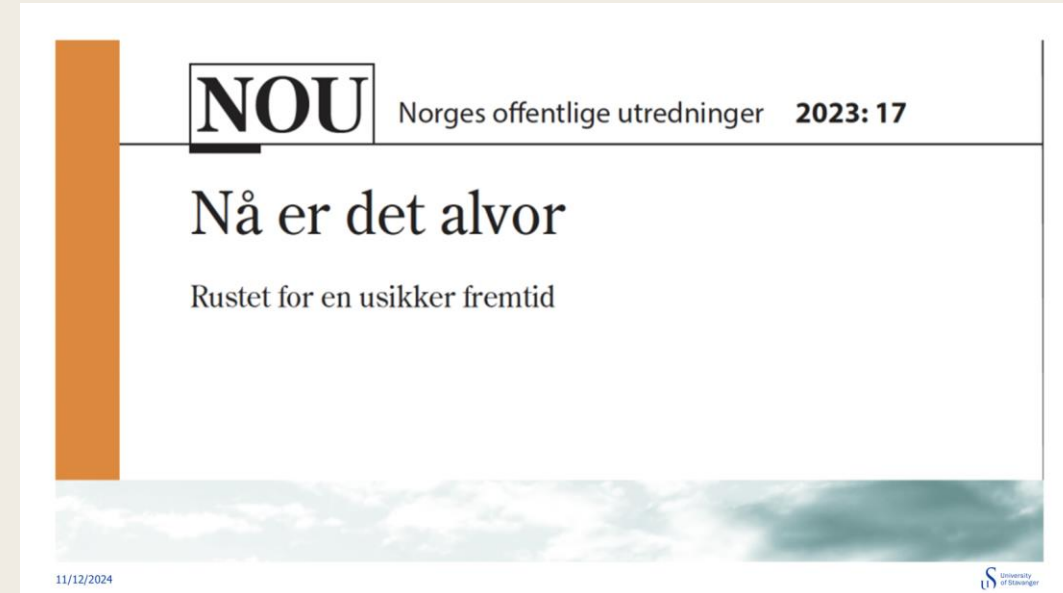 NOU Norges offentlige utredninger 2023: 17
Nå er det alvor
Rustet for en usikker fremtid
11/12/2024
University
of Stavanger